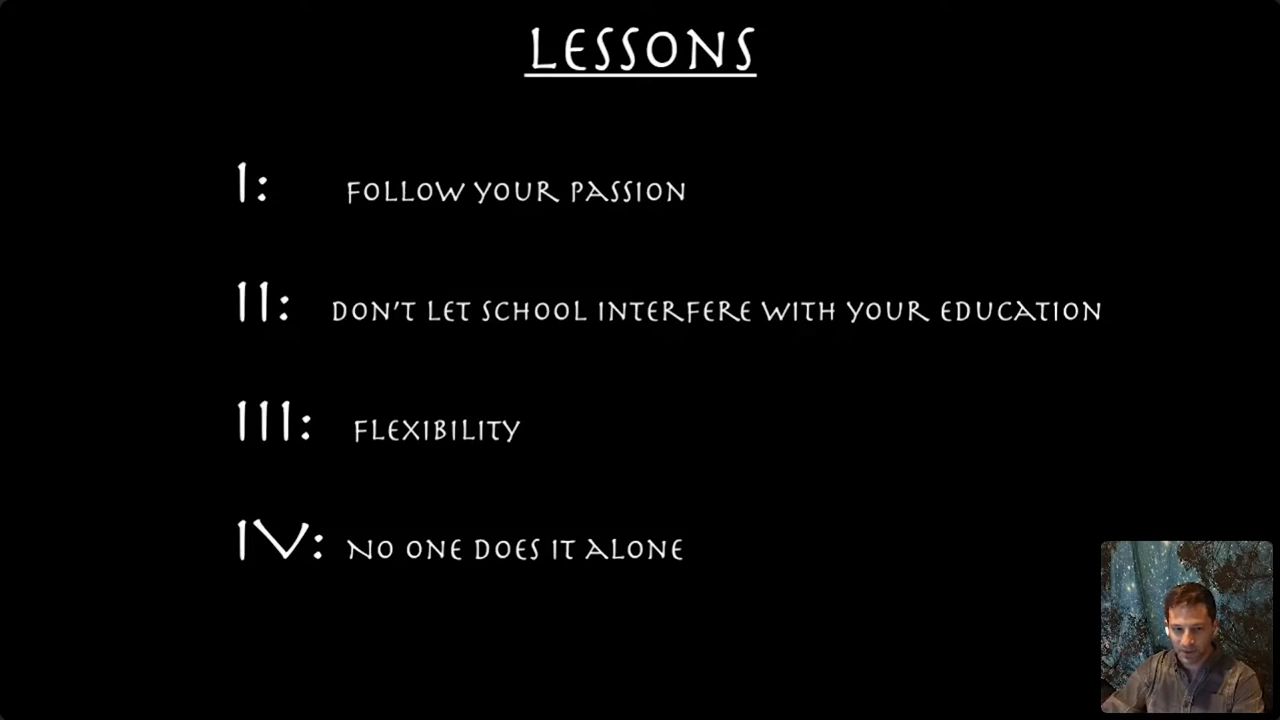 LESSONS
I: FOLLOW YOUR PASSION
II: DON'T LET SCHOOL INTERFERE WITH YOUR EDUCATION
III: FLEXIBILITY
IV: NO ONE DOES IT ALONE